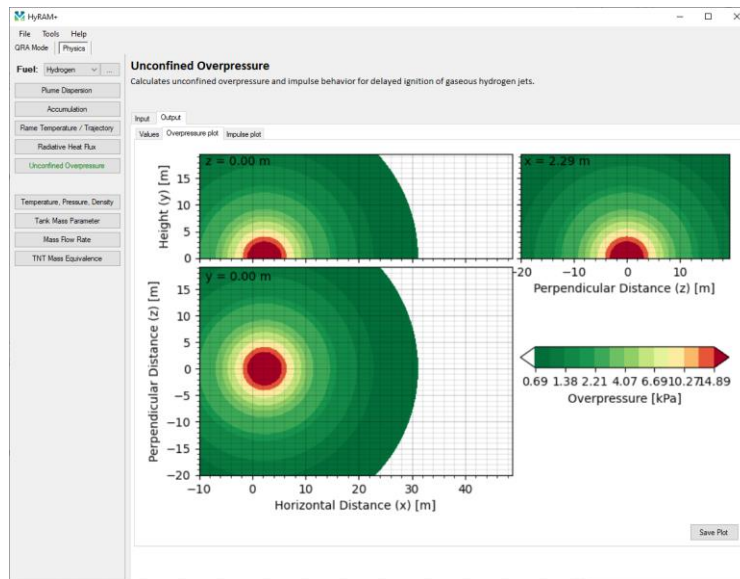 HyRAM+
File Tools Help
QRA Mode Physics
Fuel: Hydrogen ...
Plume Dispersion
Accumulation
Flame Temperature / Trajectory
Radiative Heat Flux
Unconfined Overpressure
Temperature, Pressure, Density
Tank Mass Parameter
Mass Flow Rate
TNT Mass Equivalence
Unconfined Overpressure
Calculates unconfined overpressure and impulse behavior for delayed ignition of gaseous hydrogen jets.
Input Output
Values Overpressure plot Impulse plot
z = 0.00 m
Height (y) [m]
15
10
5
0
x = 2.29 m
-20 -10 0 10
Perpendicular Distance (z) [m]
y = 0.00 m
Perpendicular Distance (z) [m]
15
10
5
0
−5
−10
−15
−20
−10 0 10 20 30 40
Horizontal Distance (x) [m]
0.69 1.38 2.21 4.07 6.69 10.27 14.89
Overpressure [kPa]
Save Plot